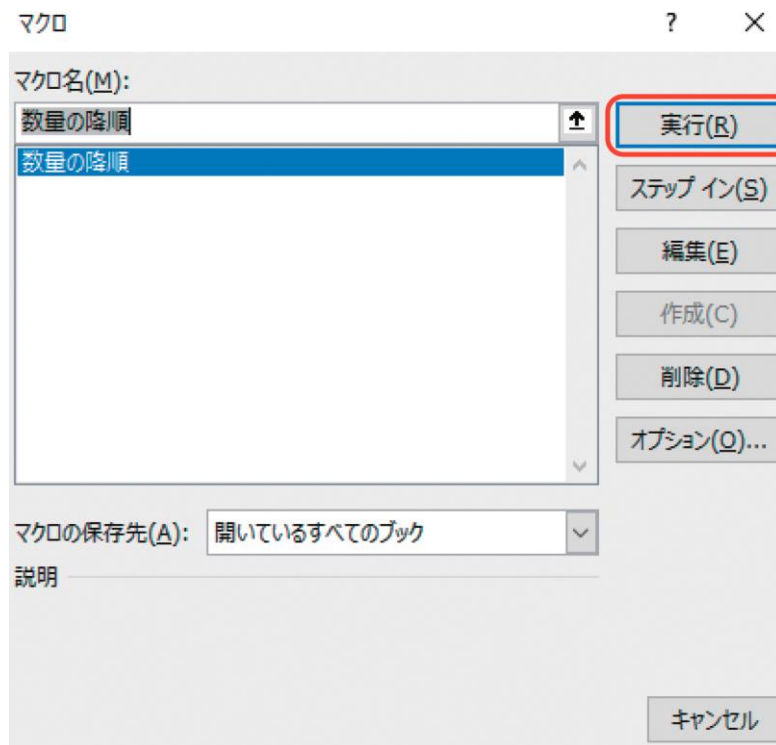 マクロ
?
マクロ名(M):
数量の降順
数量の降順
実行(R)
ステップ イン(S)
編集(E)
作成(C)
削除(D)
オプション(O)...
マクロの保存先(A):
開いているすべてのブック
説明
キャンセル